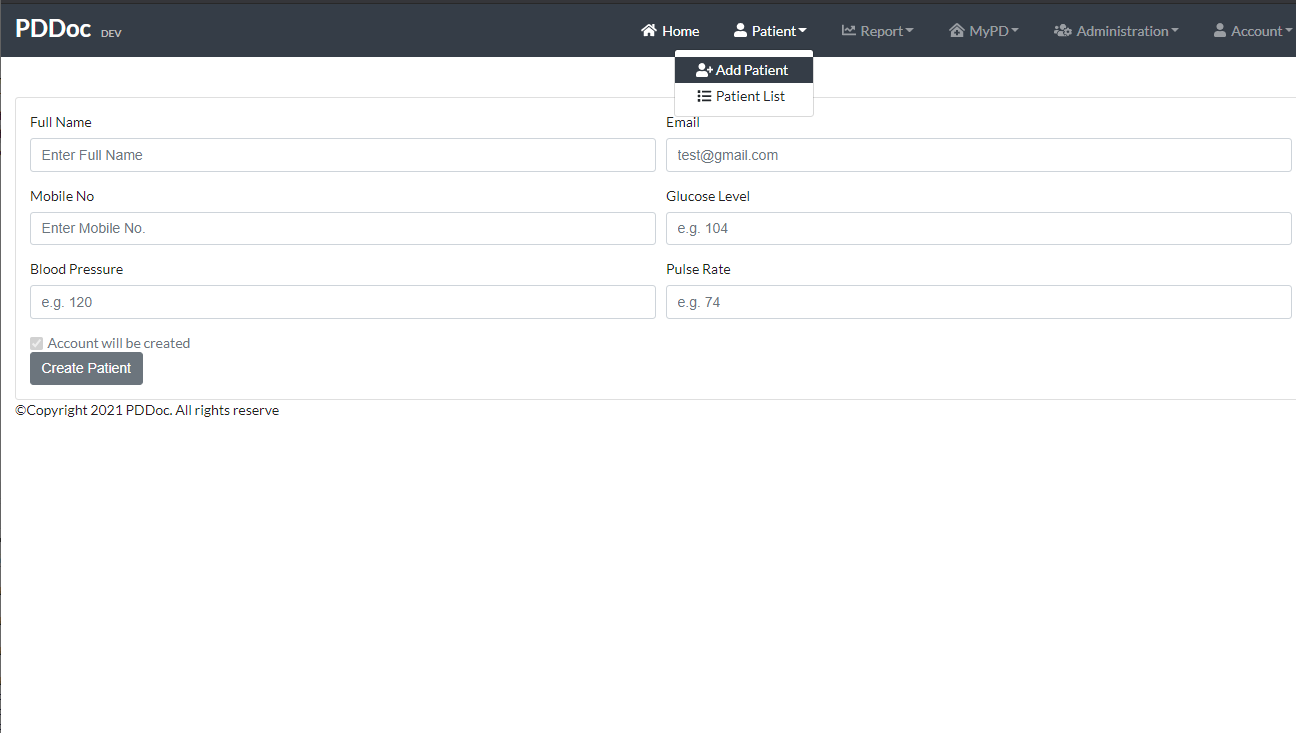 PDDoc DEV Home Patient Report MyPD Administration Account
Add Patient
Patient List
Full Name Email
Enter Full Name test@gmail.com
Mobile No Glucose Level
Enter Mobile No. e.g. 104
Blood Pressure Pulse Rate
e.g. 120 e.g. 74
Account will be created
Create Patient
©Copyright 2021 PDDoc. All rights reserve